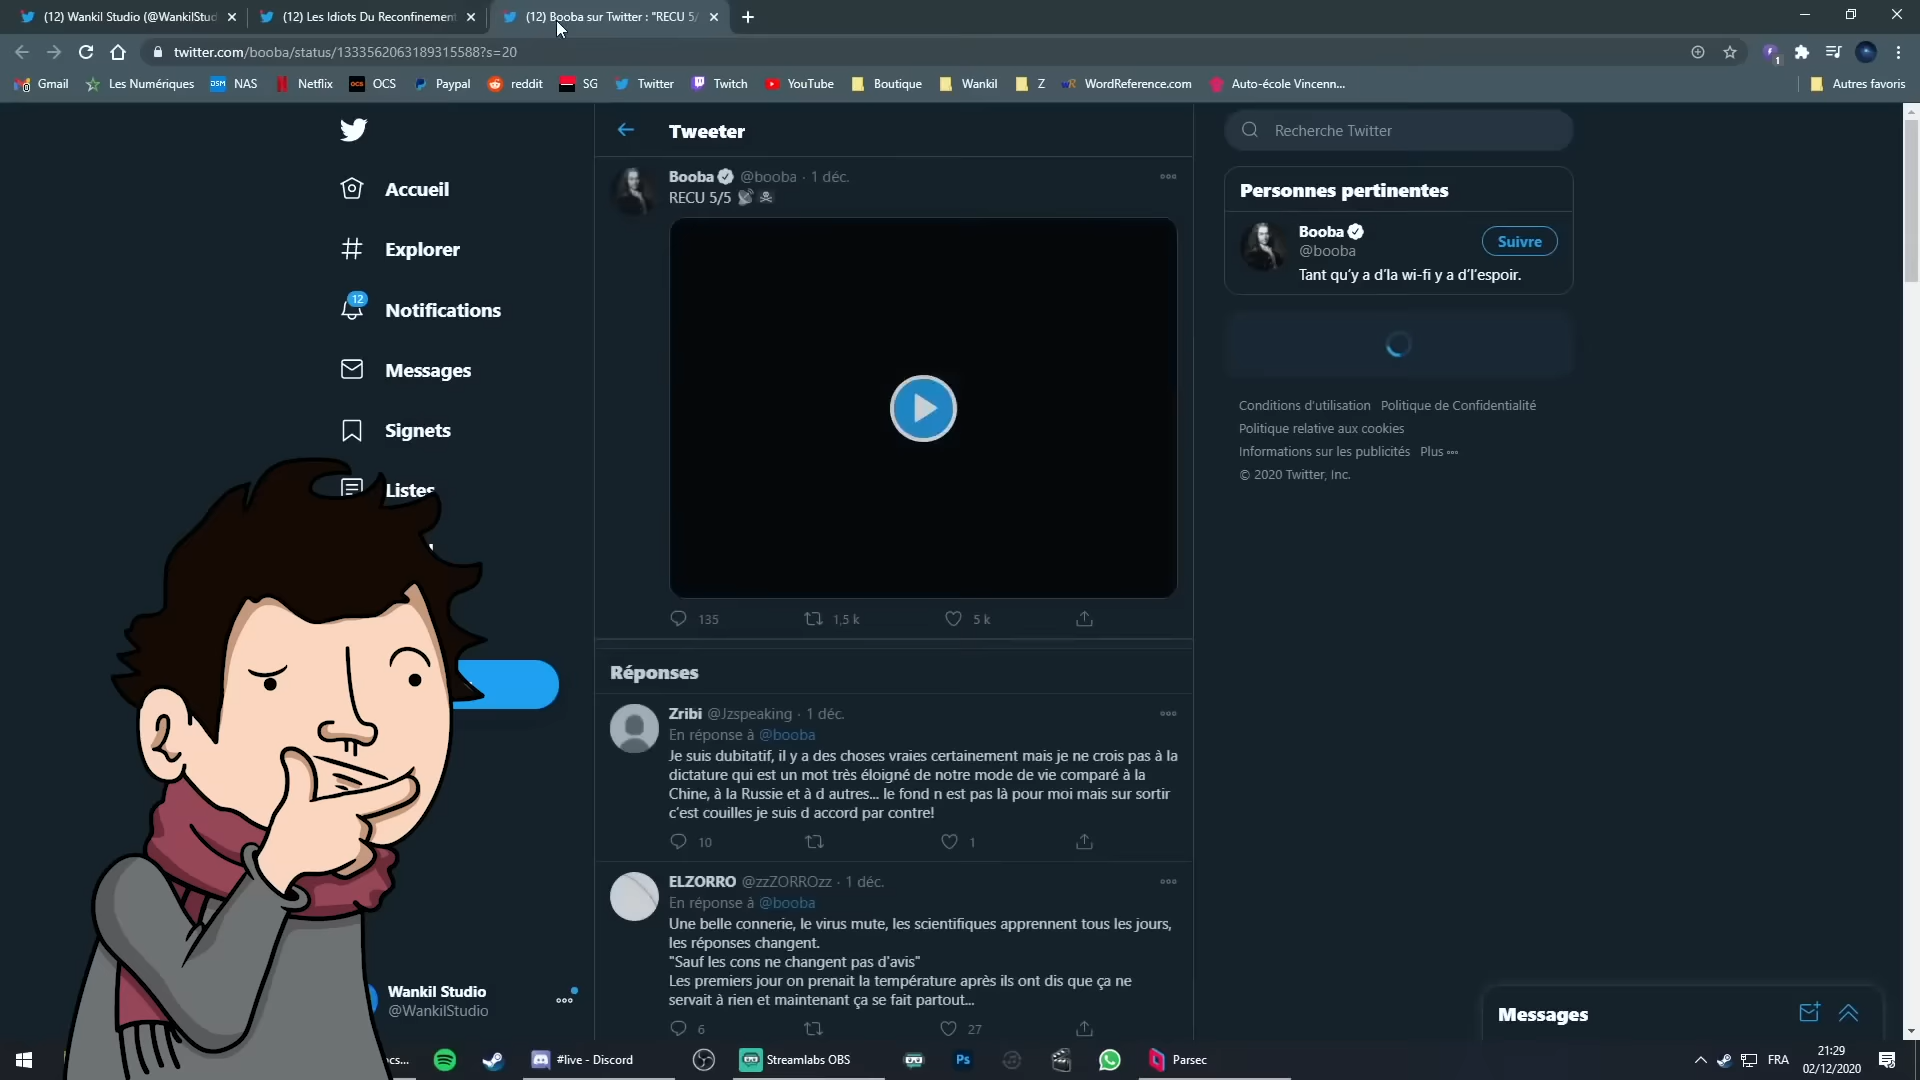 (12) Wankil Studio (@WankilStud
(12) Les Idiots Du Reconfinement
(12) Booba sur Twitter : "RECU 5/
twitter.com/booba/status/1333562063189315588?s=20
1
Gmail
Les Numériques
DSM NAS
Netflix
OCS OCS
Paypal
reddit
SG
Twitter
Twitch
YouTube
Boutique
Wankil
Z
WordReference.com
Auto-école Vincenn...
Autres favoris
Accueil
Explorer
12
Notifications
Messages
Signets
Listes
Wankil Studio
@WankilStudio
Tweeter
Booba @booba · 1 déc.
RECU 5/5
135
1,5 k
5 k
Réponses
Zribi @Jzspeaking · 1 déc.
En réponse à @booba
Je suis dubitatif, il y a des choses vraies certainement mais je ne crois pas à la
dictature qui est un mot très éloigné de notre mode de vie comparé à la
Chine, à la Russie et à d autres... le fond n est pas là pour moi mais sur sortir
c'est couilles je suis d accord par contre!
10
1
ELZORRO @zzZORROzz · 1 déc.
En réponse à @booba
Une belle connerie, le virus mute, les scientifiques apprennent tous les jours,
les réponses changent.
"Sauf les cons ne changent pas d'avis"
Les premiers jour on prenait la température après ils ont dis que ça ne
servait à rien et maintenant ça se fait partout...
6
27
Recherche Twitter
Personnes pertinentes
Booba
@booba
Suivre
Tant qu'y a d'la wi-fi y a d'l'espoir.
Conditions d'utilisation Politique de Confidentialité
Politique relative aux cookies
Informations sur les publicités Plus
© 2020 Twitter, Inc.
Messages
#live - Discord
Streamlabs OBS
Ps
Parsec
FRA
21:29
02/12/2020